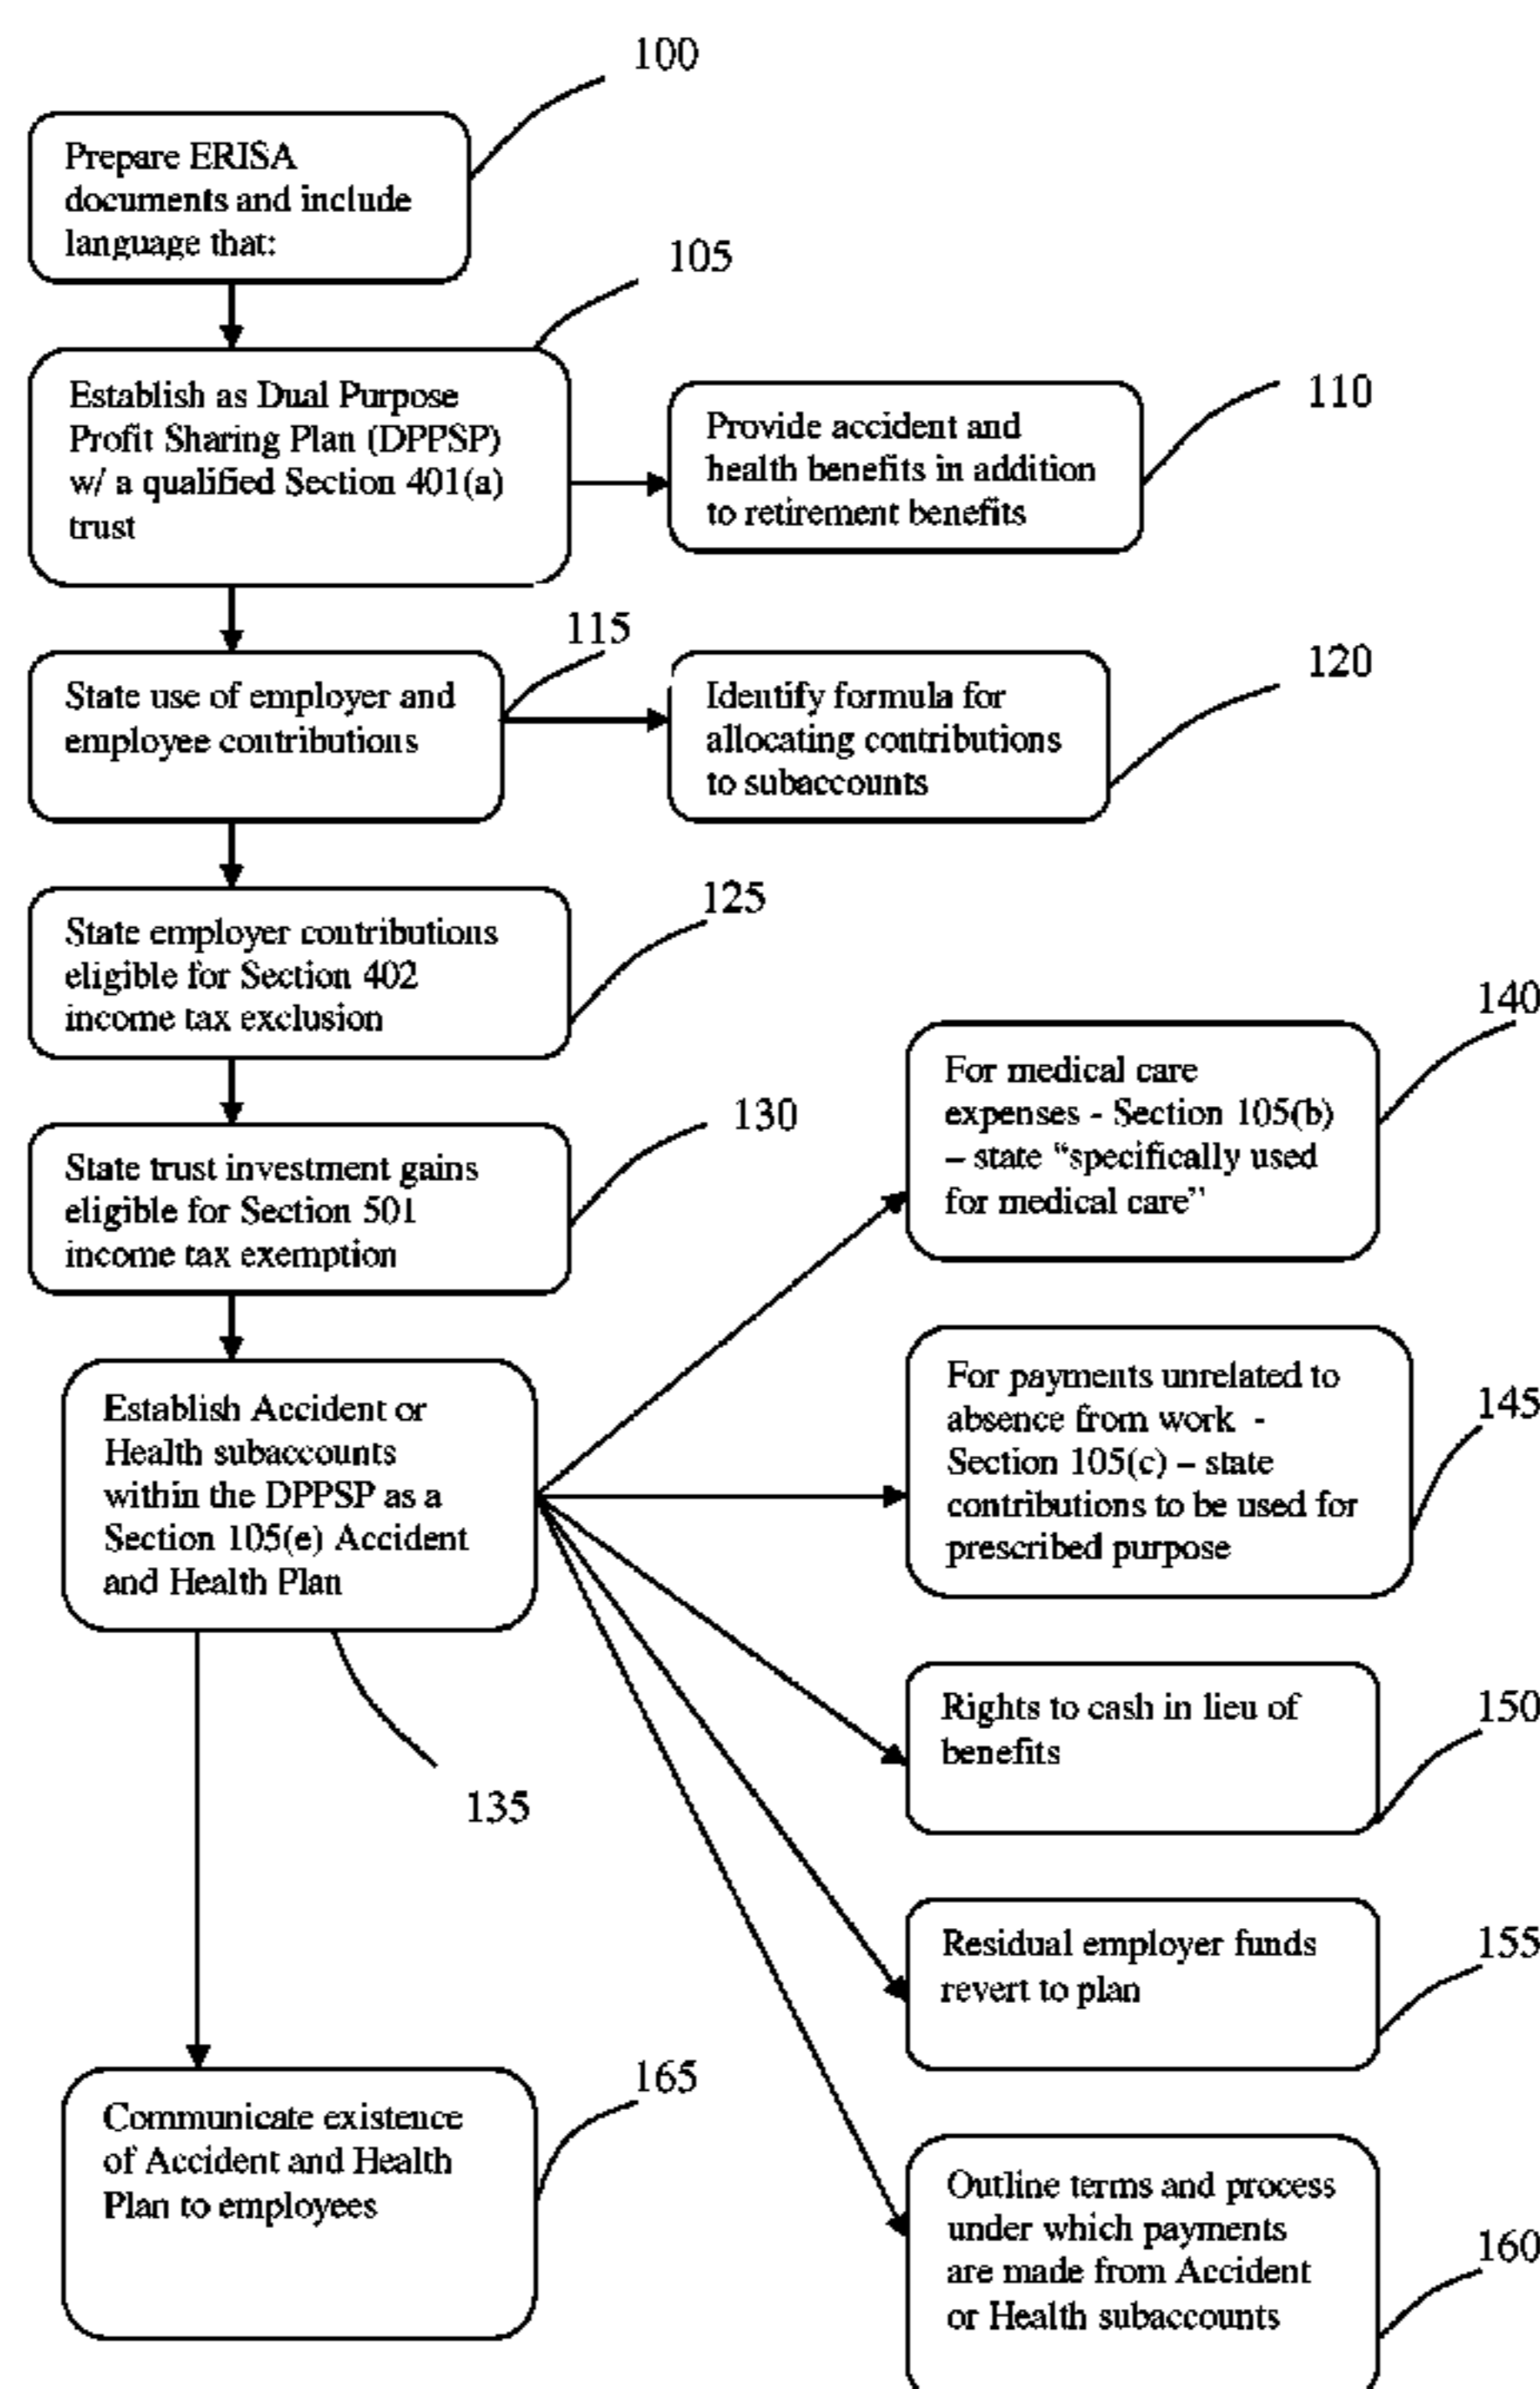 100
Prepare ERISA
documents and include
language that:
105
Establish as Dual Purpose
Profit Sharing Plan (DPPSP)
w/ a qualified Section 401(a)
trust
110
Provide accident and
health benefits in addition
to retirement benefits
115
State use of employer and
employee contributions
120
Identify formula for
allocating contributions
to subaccounts
125
State employer contributions
eligible for Section 402
income tax exclusion
130
State trust investment gains
eligible for Section 501
income tax exemption
Establish Accident or
Health subaccounts
within the DPPSP as a
Section 105(e) Accident
and Health Plan
135
140
For medical care
expenses - Section 105(b)
– state “specifically used
for medical care”
145
For payments unrelated to
absence from work -
Section 105(c) – state
contributions to be used for
prescribed purpose
150
Rights to cash in lieu of
benefits
155
Residual employer funds
revert to plan
160
Outline terms and process
under which payments
are made from Accident
or Health subaccounts
165
Communicate existence
of Accident and Health
Plan to employees